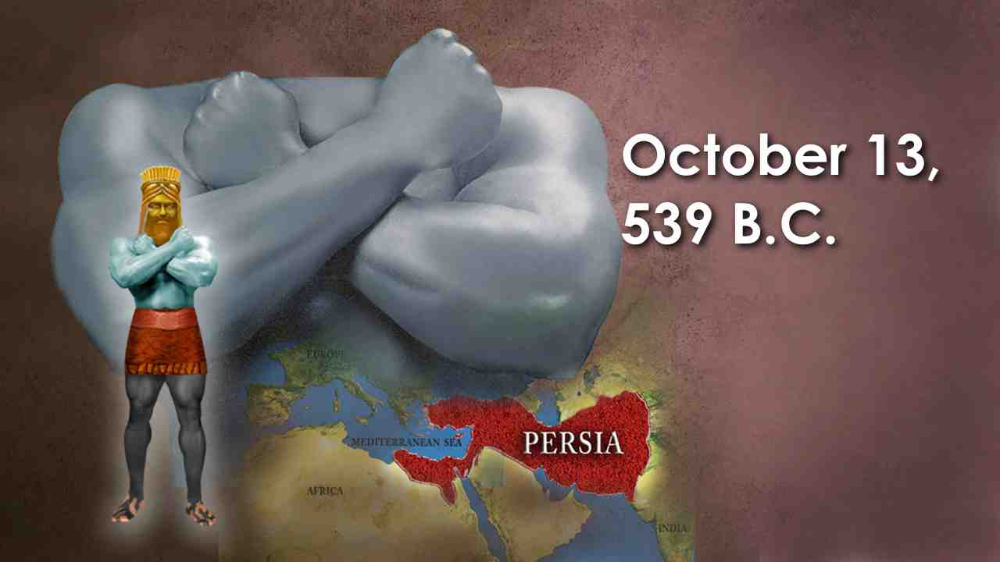 October 13,
539 B.C.
EUROPE
PERSIA
MEDITERRANEAN SEA
AFRICA
INDIA